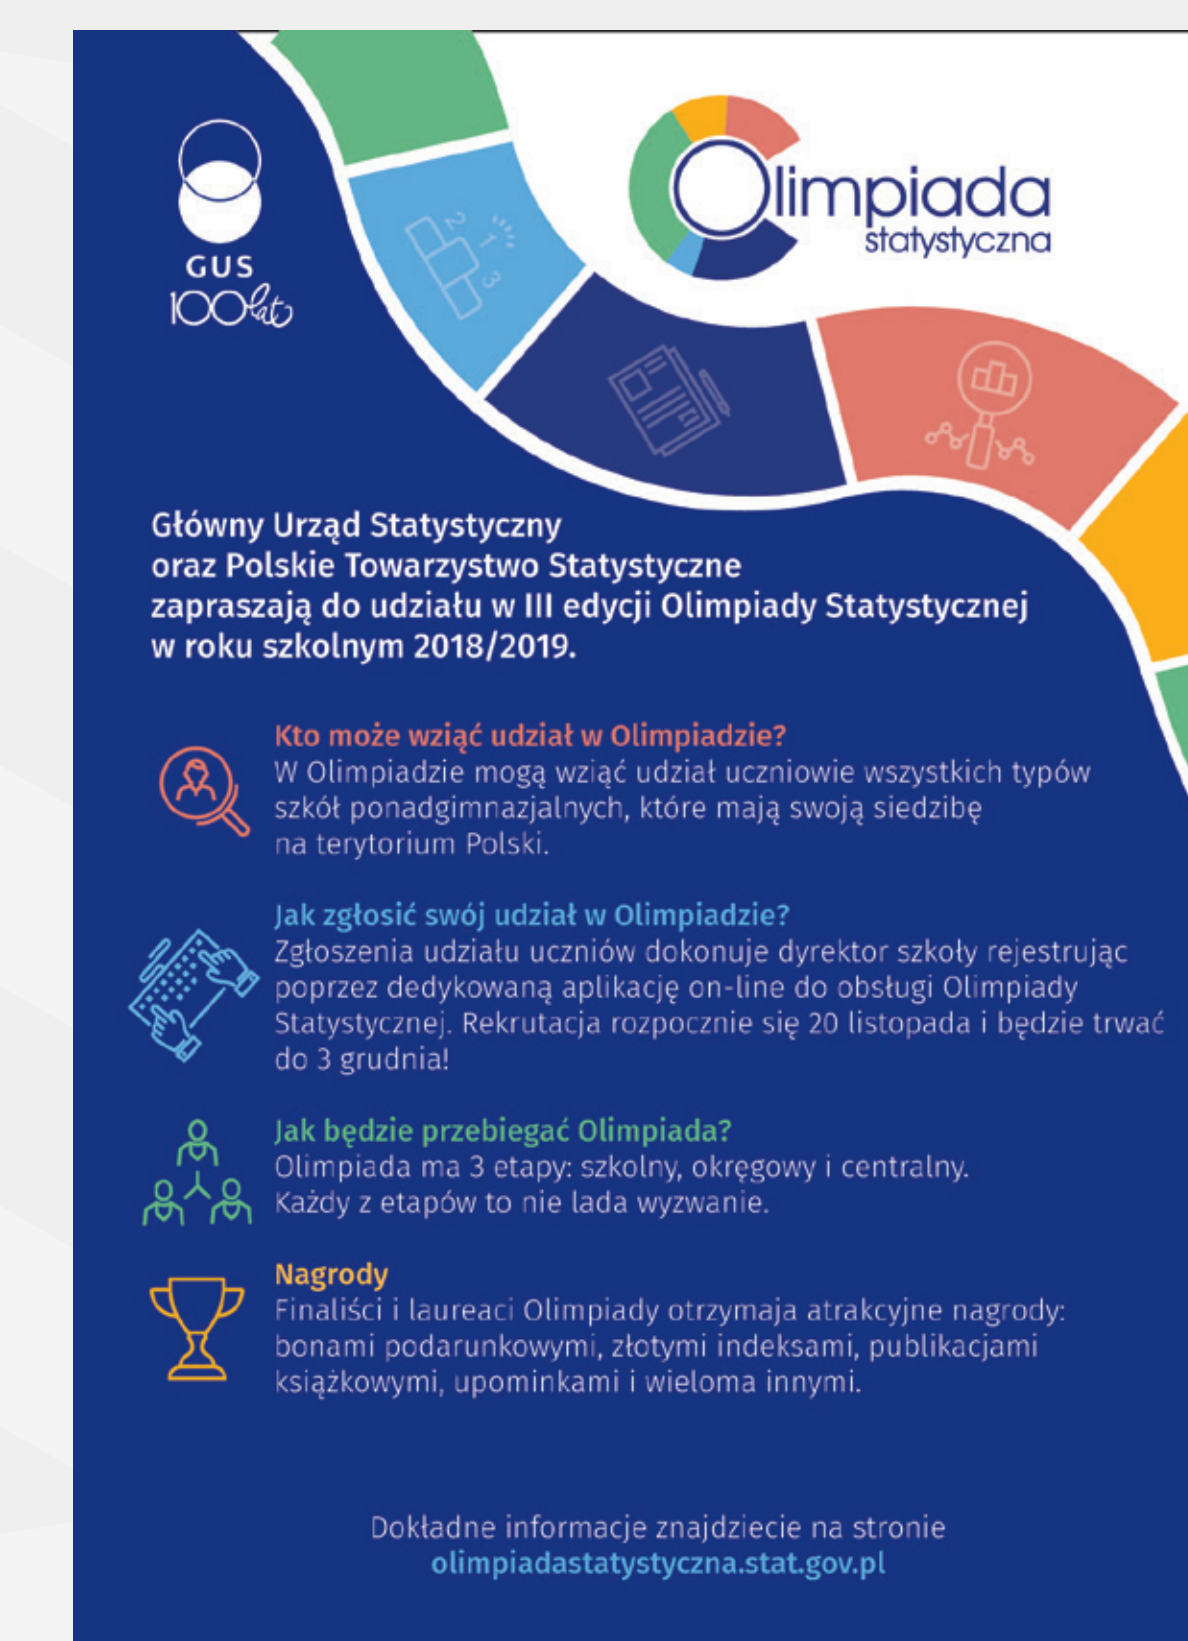 GUS
100 lat
Olimpiada
statystyczna
2
1
3
Główny Urząd Statystyczny
oraz Polskie Towarzystwo Statystyczne
zapraszają do udziału w III edycji Olimpiady Statystycznej
w roku szkolnym 2018/2019.
Kto może wziąć udział w Olimpiadzie?
W Olimpiadzie mogą wziąć udział uczniowie wszystkich typów
szkół ponadgimnazjalnych, które mają swoją siedzibę
na terytorium Polski.
Jak zgłosić swój udział w Olimpiadzie?
Zgłoszenia udziału uczniów dokonuje dyrektor szkoły rejestrując
poprzez dedykowaną aplikację on-line do obsługi Olimpiady
Statystycznej. Rekrutacja rozpocznie się 20 listopada i będzie trwać
do 3 grudnia!
Jak będzie przebiegać Olimpiada?
Olimpiada ma 3 etapy: szkolny, okręgowy i centralny.
Każdy z etapów to nie lada wyzwanie.
Nagrody
Finaliści i laureaci Olimpiady otrzymaja atrakcyjne nagrody:
bonami podarunkowymi, złotymi indeksami, publikacjami
książkowymi, upominkami i wieloma innymi.
Dokładne informacje znajdziecie na stronie
olimpiadastatystyczna.stat.gov.pl